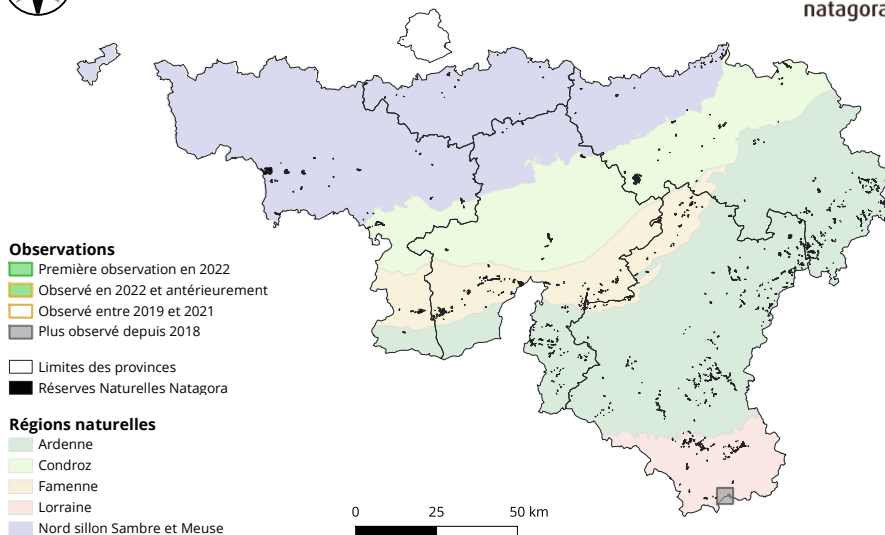 natagora
Observations
Première observation en 2022
Observé en 2022 et antérieurement
Observé entre 2019 et 2021
Plus observé depuis 2018
Limites des provinces
Réserves Naturelles Natagora
Régions naturelles
Ardenne
Condroz
Famenne
Lorraine
Nord sillon Sambre et Meuse
0 25 50 km